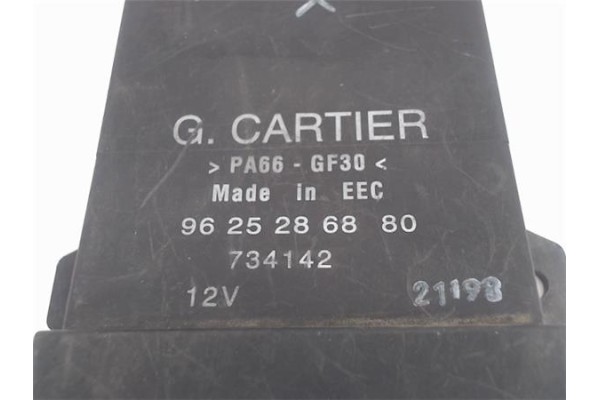 X
G. CARTIER
> PA66 - GF30 <
Made in EEC
96 25 28 68 80
734142
12V 21198